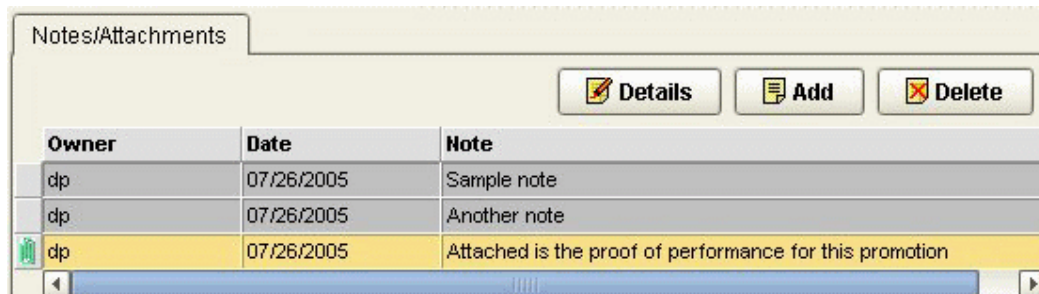 Notes/Attachments
Details Add Delete
Owner Date Note
dp 07/26/2005 Sample note
dp 07/26/2005 Another note
dp 07/26/2005 Attached is the proof of performance for this promotion